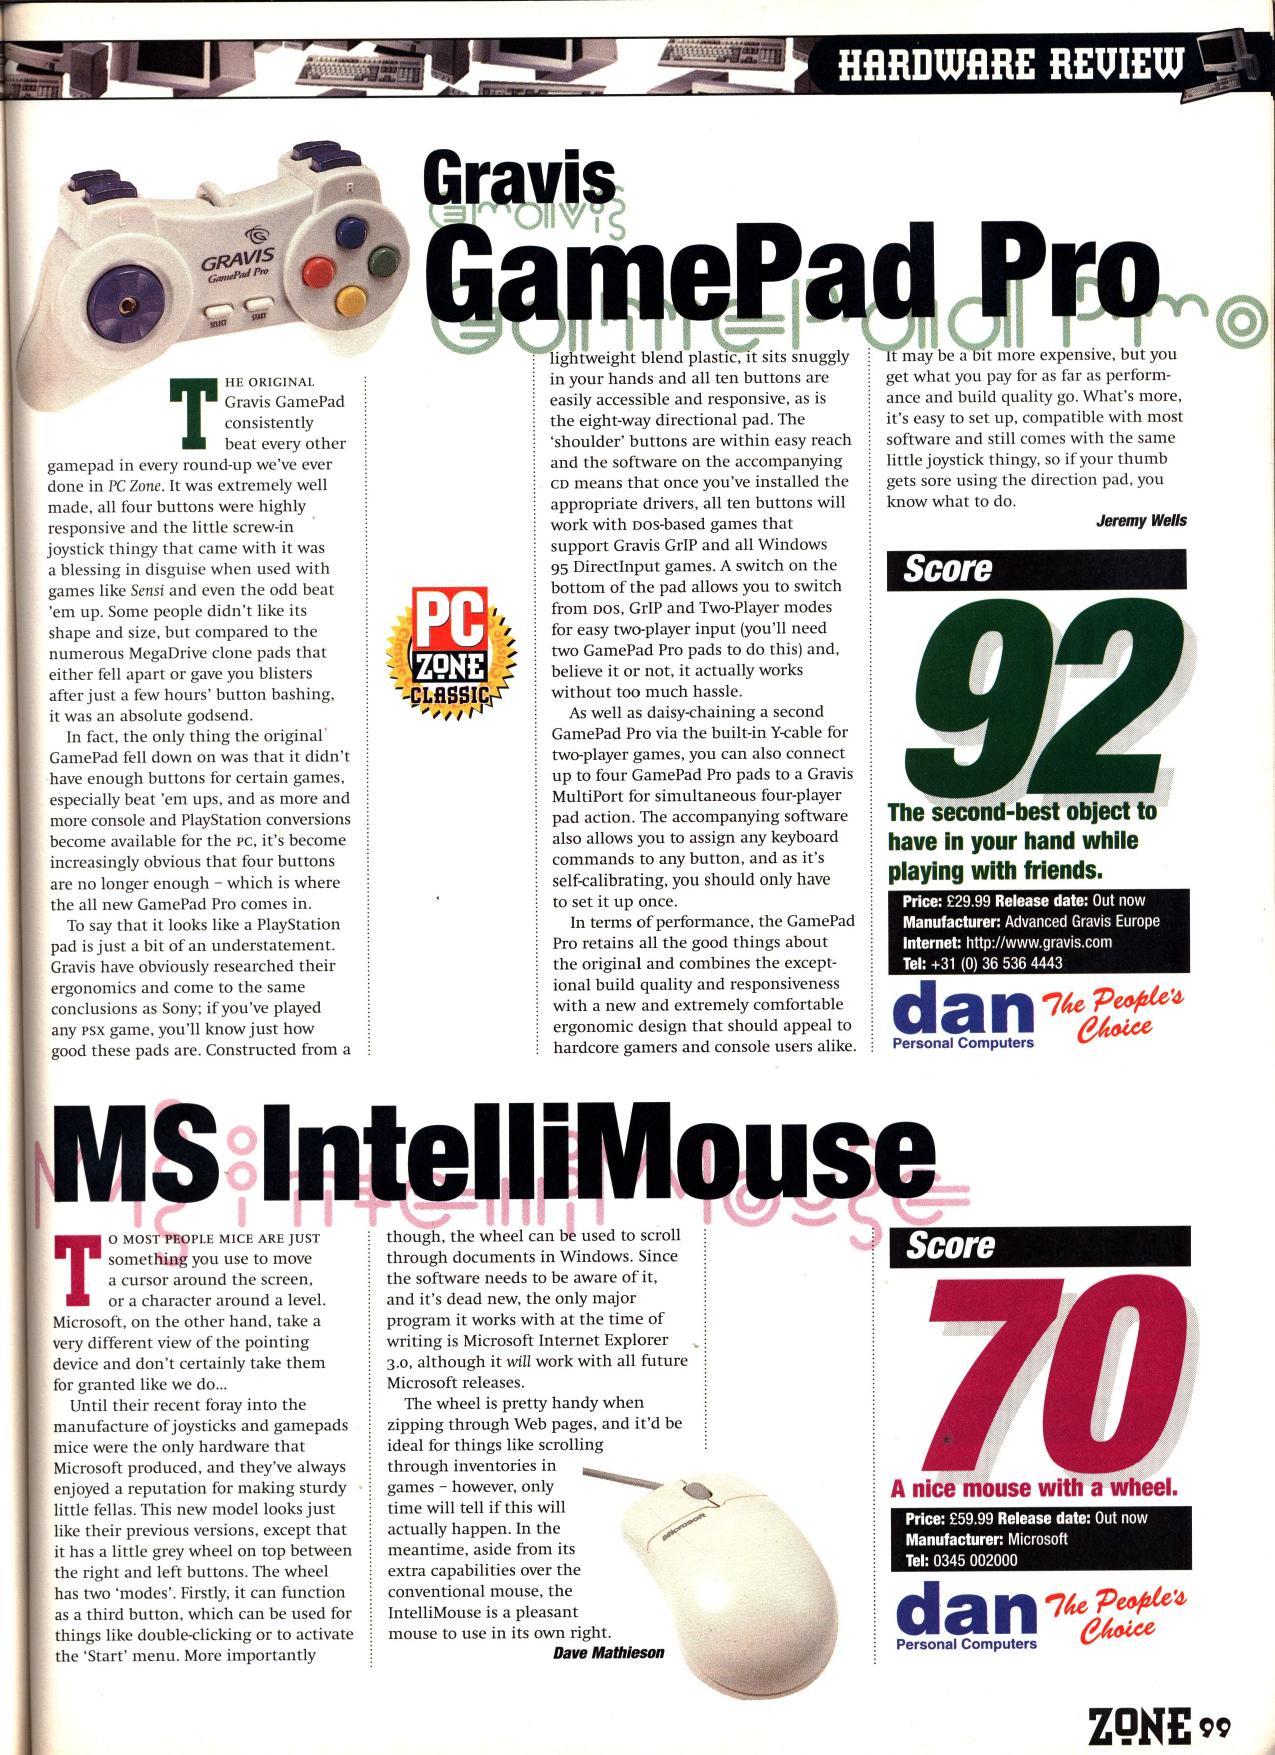 HARDWARE REVIEW
L
R
GRAVIS
GamePad Pro
SELECT
START
Gravis
GamePad Pro
THE ORIGINAL
Gravis GamePad
consistently
beat every other
gamepad in every round-up we've ever
done in PC Zone. It was extremely well
made, all four buttons were highly
responsive and the little screw-in
joystick thingy that came with it was
a blessing in disguise when used with
games like Sensi and even the odd beat
'em up. Some people didn't like its
shape and size, but compared to the
numerous MegaDrive clone pads that
either fell apart or gave you blisters
after just a few hours' button bashing,
it was an absolute godsend.
In fact, the only thing the original
GamePad fell down on was that it didn't
have enough buttons for certain games,
especially beat 'em ups, and as more and
more console and PlayStation conversions
become available for the PC, it's become
increasingly obvious that four buttons
are no longer enough – which is where
the all new GamePad Pro comes in.
To say that it looks like a PlayStation
pad is just a bit of an understatement.
Gravis have obviously researched their
ergonomics and come to the same
conclusions as Sony; if you've played
any PSX game, you'll know just how
good these pads are. Constructed from a
PC
ZONE
CLASSIC
lightweight blend plastic, it sits snuggly
in your hands and all ten buttons are
easily accessible and responsive, as is
the eight-way directional pad. The
'shoulder' buttons are within easy reach
and the software on the accompanying
CD means that once you've installed the
appropriate drivers, all ten buttons will
work with DOS-based games that
support Gravis GrIP and all Windows
95 DirectInput games. A switch on the
bottom of the pad allows you to switch
from DOS, GrIP and Two-Player modes
for easy two-player input (you'll need
two GamePad Pro pads to do this) and,
believe it or not, it actually works
without too much hassle.
As well as daisy-chaining a second
GamePad Pro via the built-in Y-cable for
two-player games, you can also connect
up to four GamePad Pro pads to a Gravis
MultiPort for simultaneous four-player
pad action. The accompanying software
also allows you to assign any keyboard
commands to any button, and as it's
self-calibrating, you should only have
to set it up once.
In terms of performance, the GamePad
Pro retains all the good things about
the original and combines the except-
ional build quality and responsiveness
with a new and extremely comfortable
ergonomic design that should appeal to
hardcore gamers and console users alike.
It may be a bit more expensive, but you
get what you pay for as far as perform-
ance and build quality go. What's more,
it's easy to set up, compatible with most
software and still comes with the same
little joystick thingy, so if your thumb
gets sore using the direction pad, you
know what to do.
Jeremy Wells
Score
92
The second-best object to
have in your hand while
playing with friends.
Price: £29.99 Release date: Out now
Manufacturer: Advanced Gravis Europe
Internet: http://www.gravis.com
Tel: +31 (0) 36 536 4443
dan The People's
Personal Computers Choice
MS IntelliMouse
TO MOST PEOPLE MICE ARE JUST
something you use to move
a cursor around the screen,
or a character around a level.
Microsoft, on the other hand, take a
very different view of the pointing
device and don't certainly take them
for granted like we do...
Until their recent foray into the
manufacture of joysticks and gamepads
mice were the only hardware that
Microsoft produced, and they've always
enjoyed a reputation for making sturdy
little fellas. This new model looks just
like their previous versions, except that
it has a little grey wheel on top between
the right and left buttons. The wheel
has two 'modes'. Firstly, it can function
as a third button, which can be used for
things like double-clicking or to activate
the 'Start' menu. More importantly
though, the wheel can be used to scroll
through documents in Windows. Since
the software needs to be aware of it,
and it's dead new, the only major
program it works with at the time of
writing is Microsoft Internet Explorer
3.0, although it will work with all future
Microsoft releases.
The wheel is pretty handy when
zipping through Web pages, and it'd be
ideal for things like scrolling
through inventories in
games – however, only
time will tell if this will
actually happen. In the
meantime, aside from its
extra capabilities over the
conventional mouse, the
IntelliMouse is a pleasant
mouse to use in its own right.
Dave Mathieson
Microsoft
Score
70
A nice mouse with a wheel.
Price: £59.99 Release date: Out now
Manufacturer: Microsoft
Tel: 0345 002000
dan The People's
Personal Computers Choice
ZONE 99